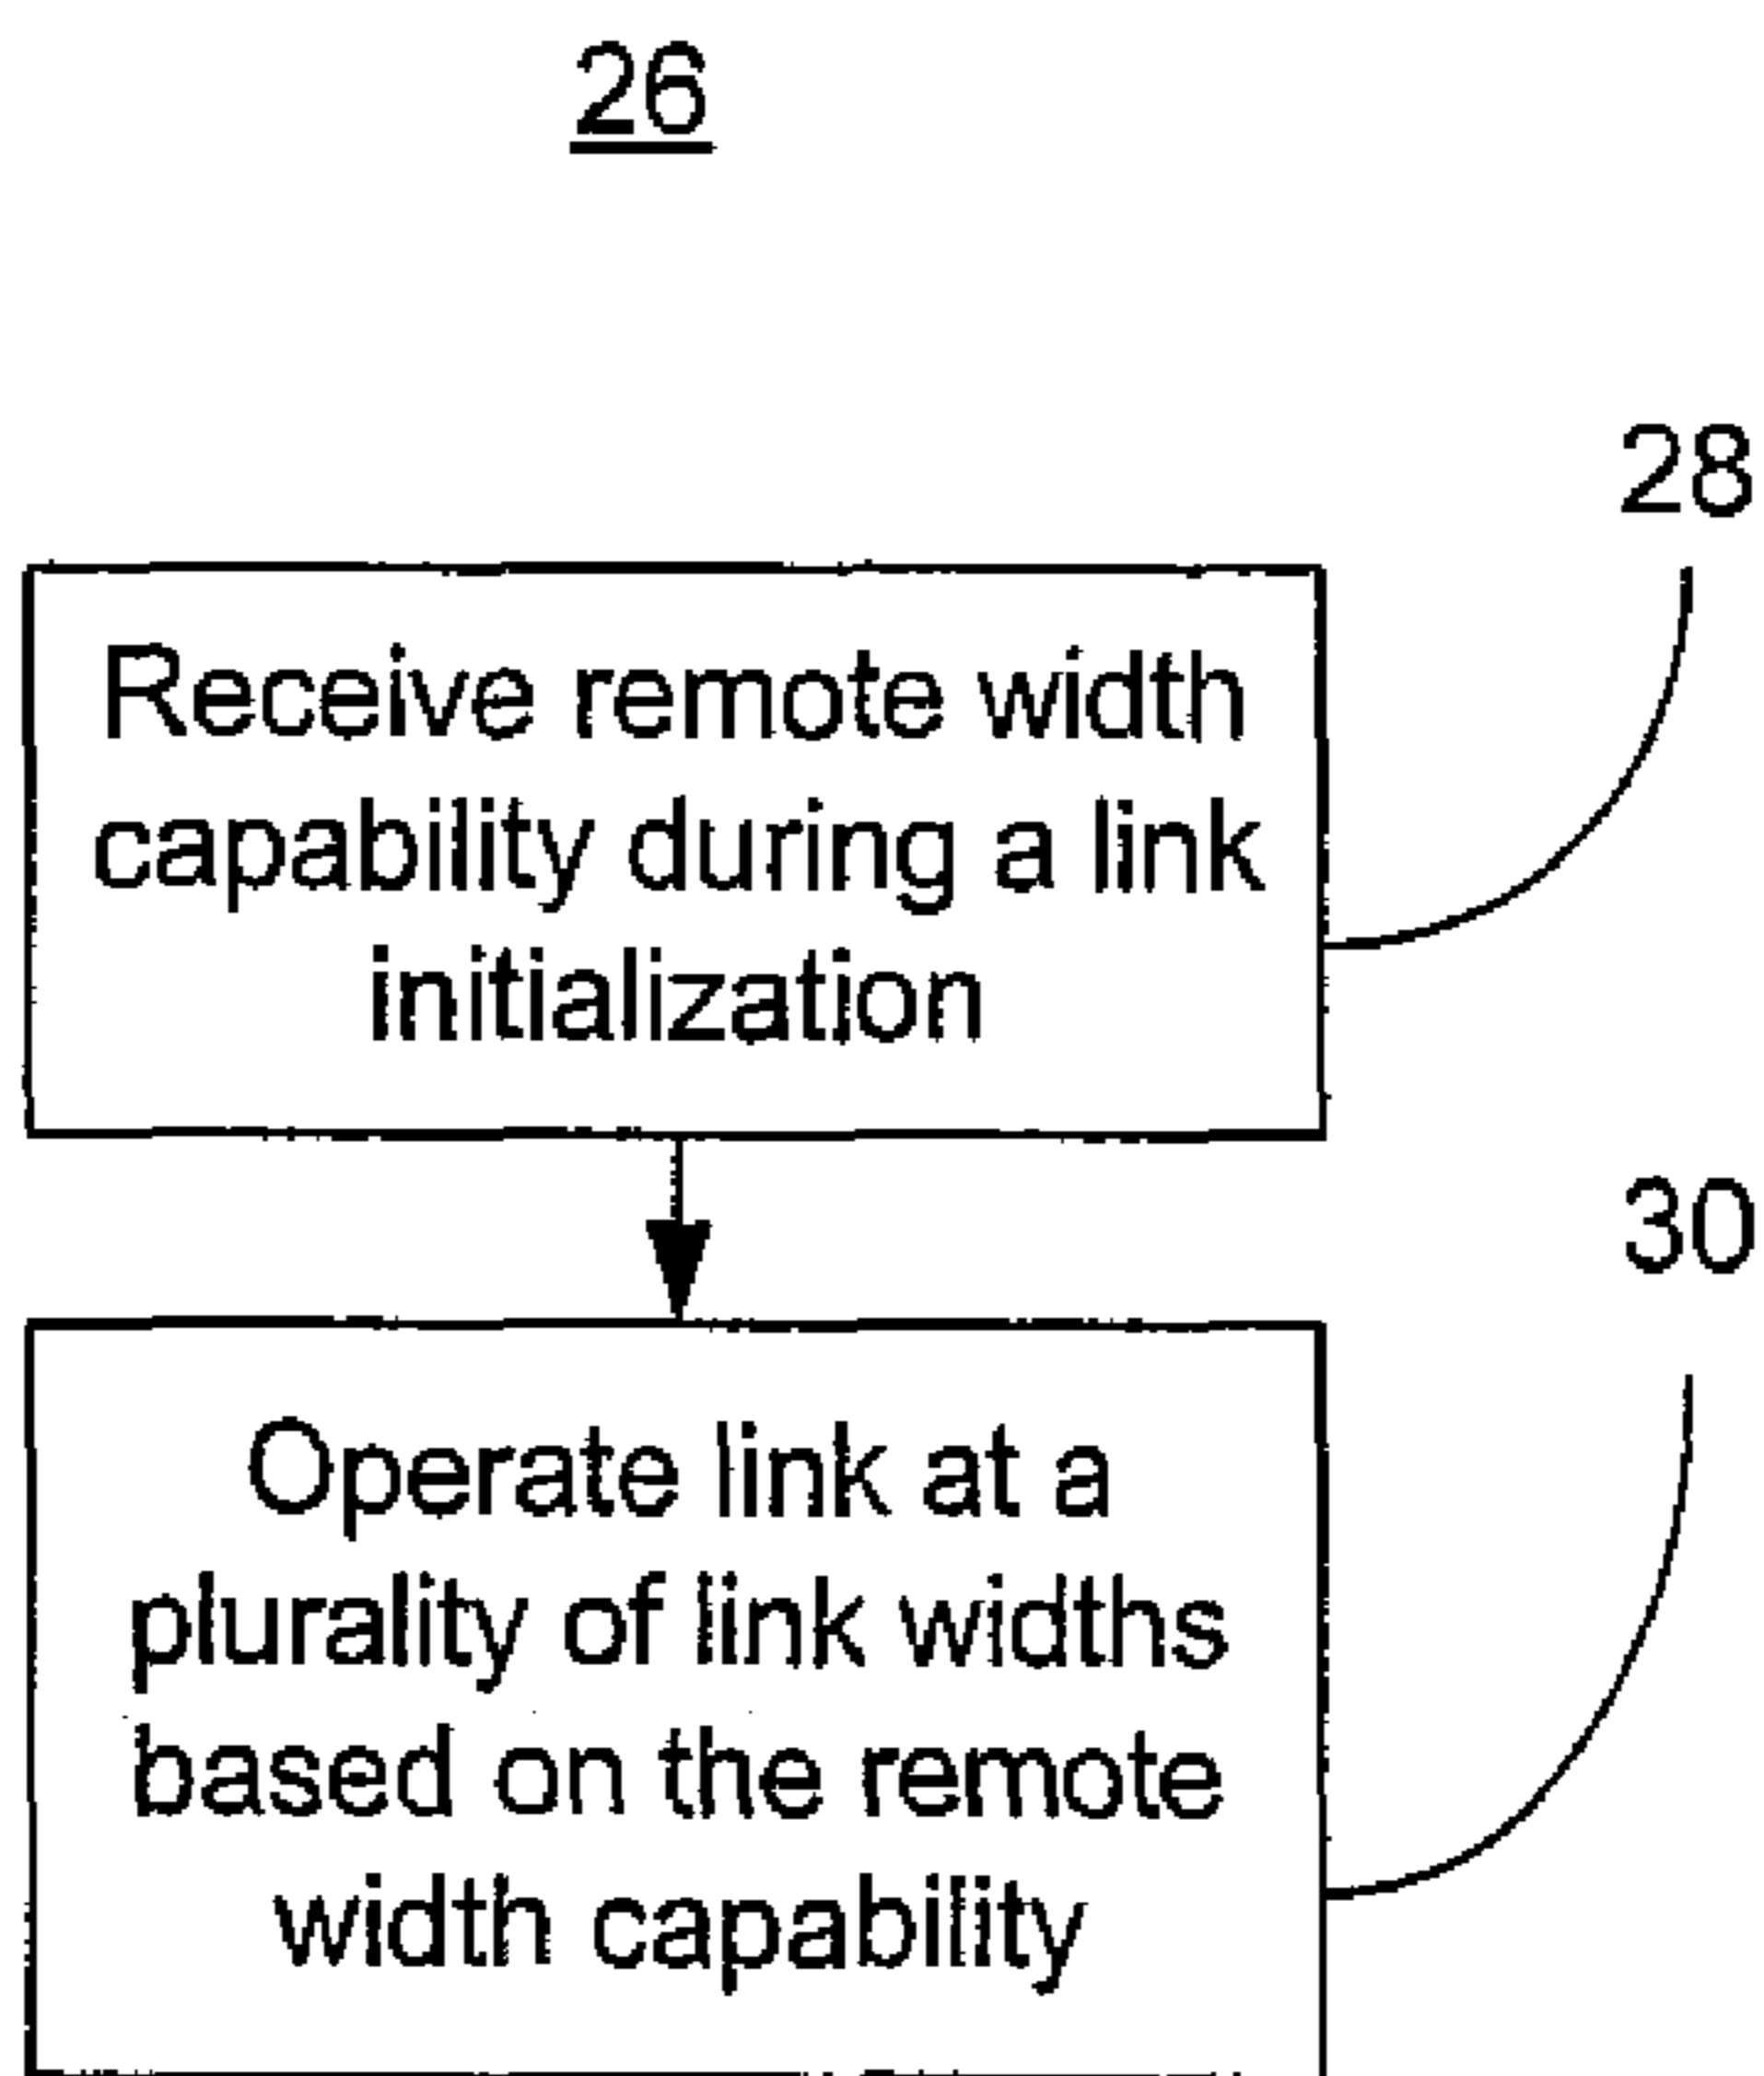 26
28
Receive remote width
capability during a link
initialization
30
Operate link at a
plurality of link widths
based on the remote
width capability